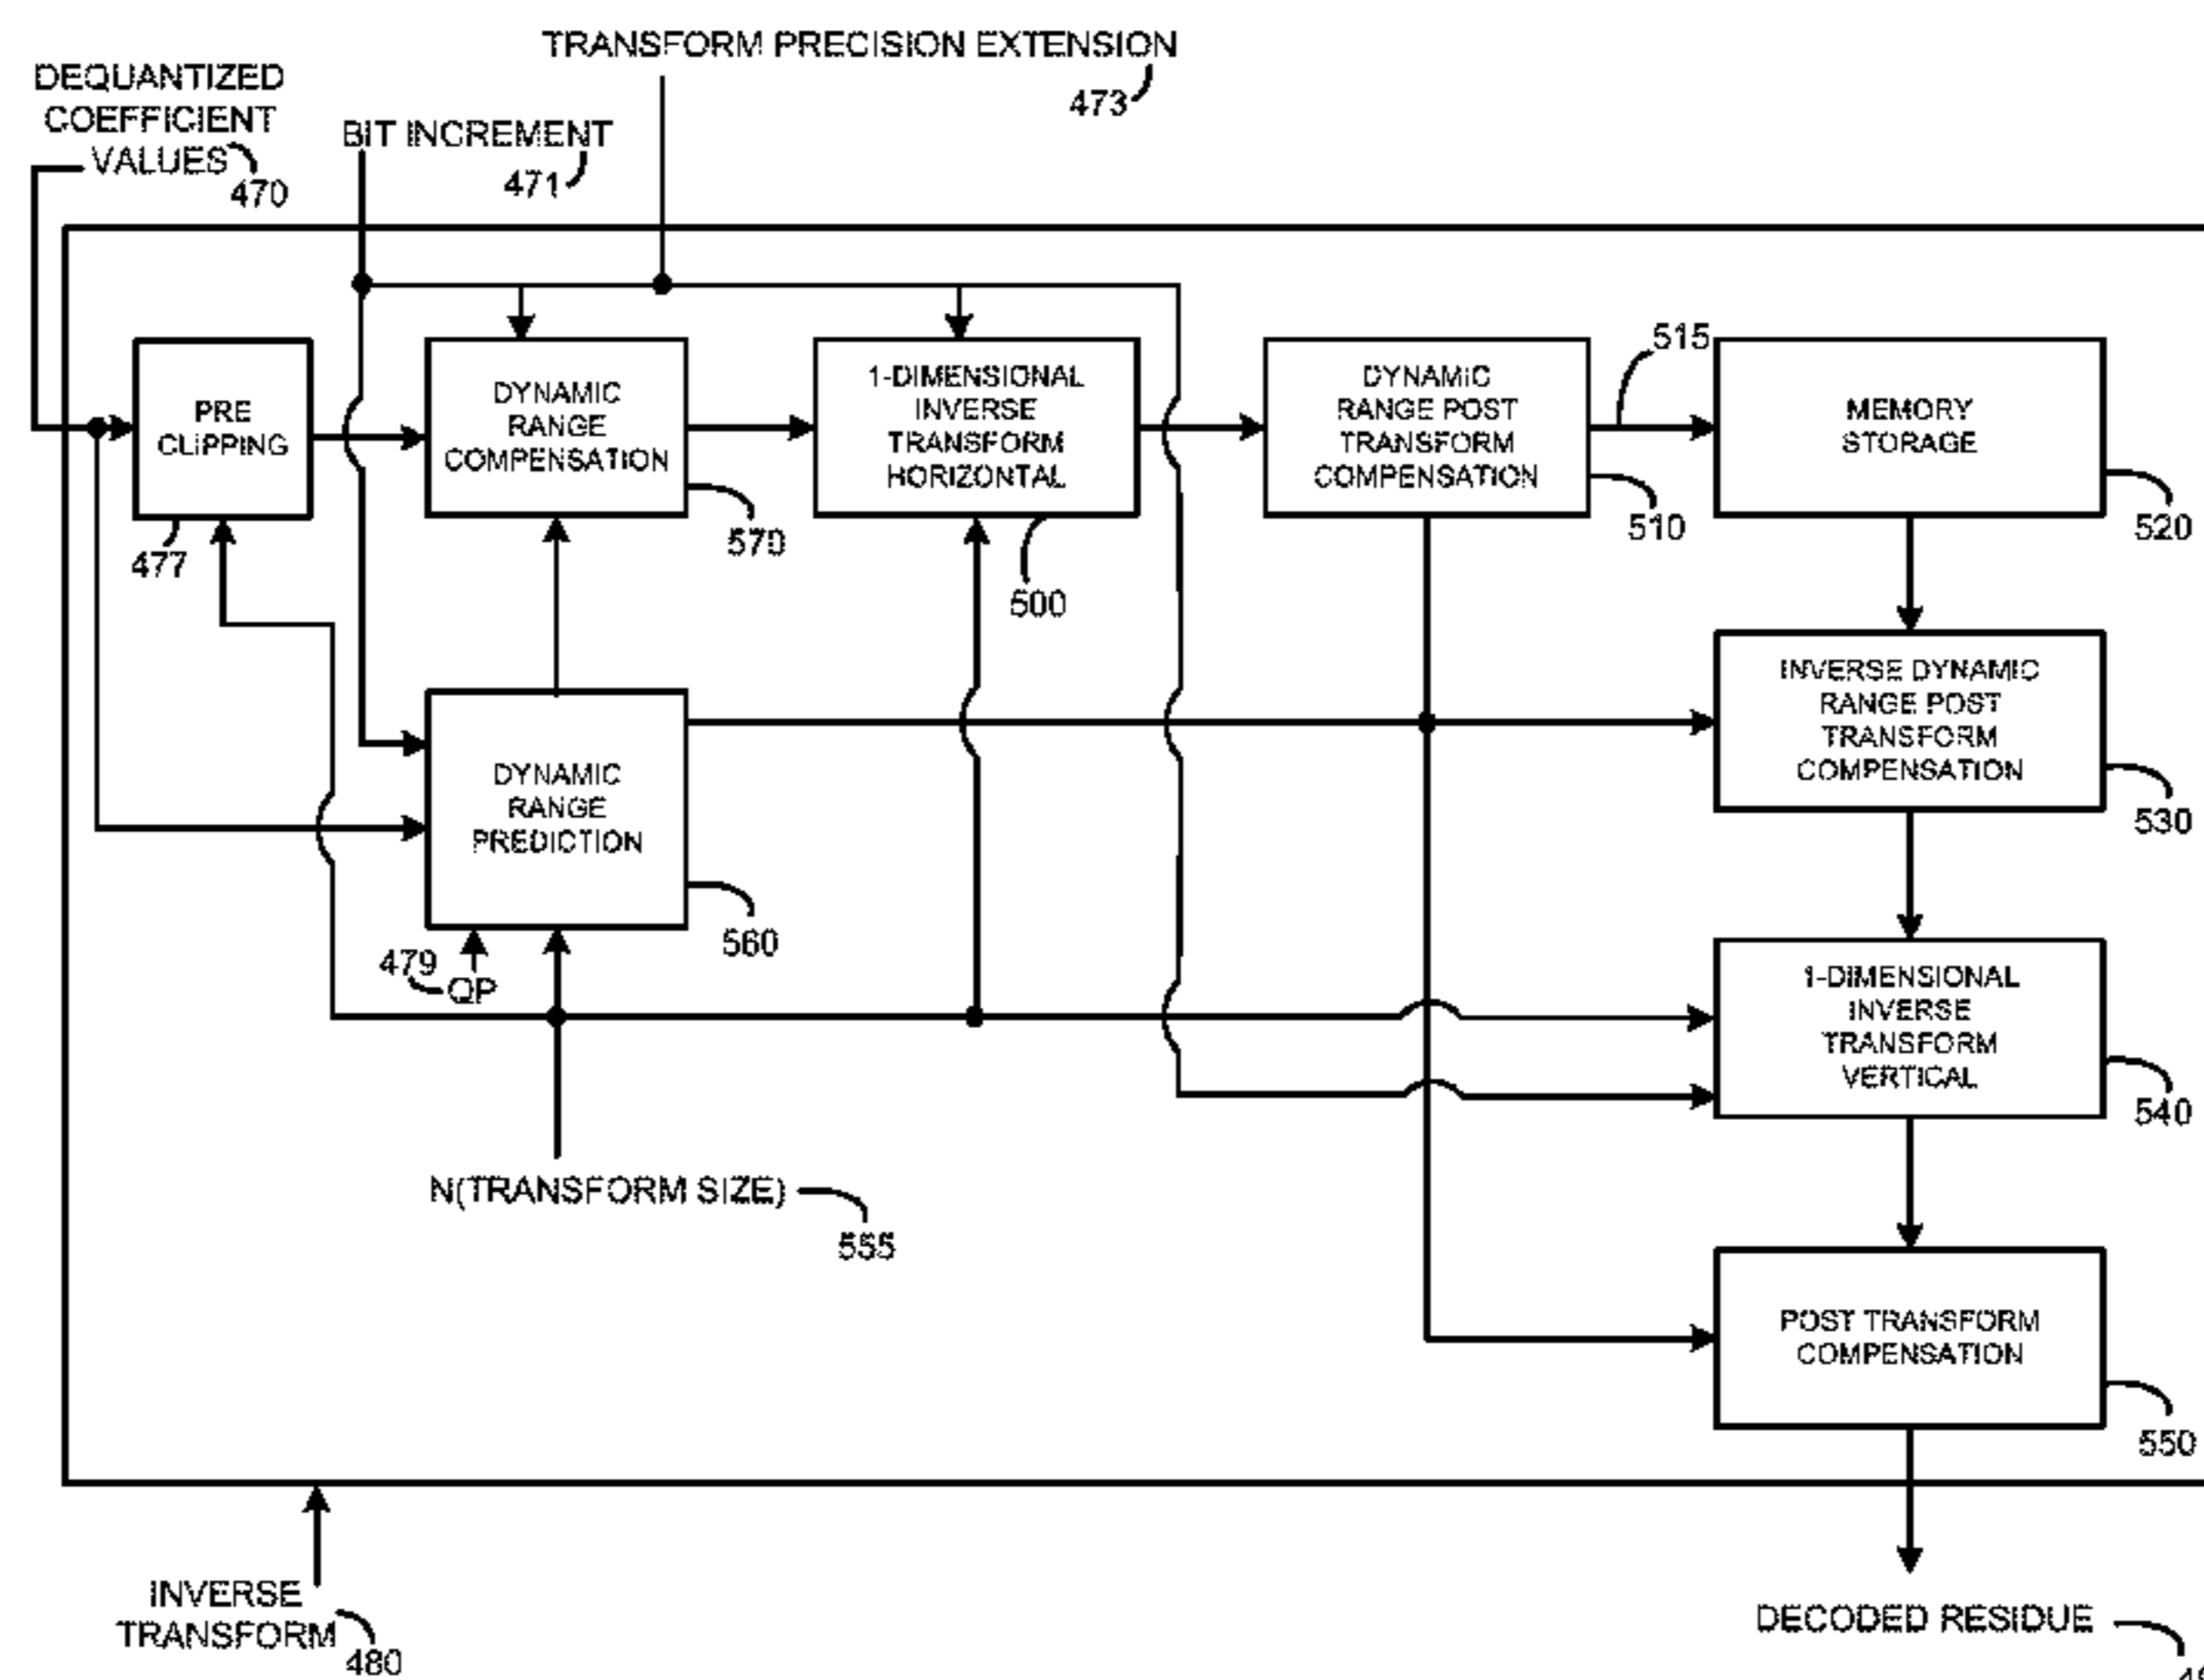 TRANSFORM PRECISION EXTENSION
473
DEQUANTIZED
COEFFICIENT
VALUES
470
BIT INCREMENT
471
PRE
CLIPPING
477
DYNAMIC
RANGE
COMPENSATION
570
1-DIMENSIONAL
INVERSE
TRANSFORM
HORIZONTAL
500
DYNAMIC
RANGE POST
TRANSFORM
COMPENSATION
510
515
MEMORY
STORAGE
520
INVERSE DYNAMIC
RANGE POST
TRANSFORM
COMPENSATION
530
DYNAMIC
RANGE
PREDICTION
560
479
QP
1-DIMENSIONAL
INVERSE
TRANSFORM
VERTICAL
540
N(TRANSFORM SIZE)
555
POST TRANSFORM
COMPENSATION
550
INVERSE
TRANSFORM
480
DECODED RESIDUE